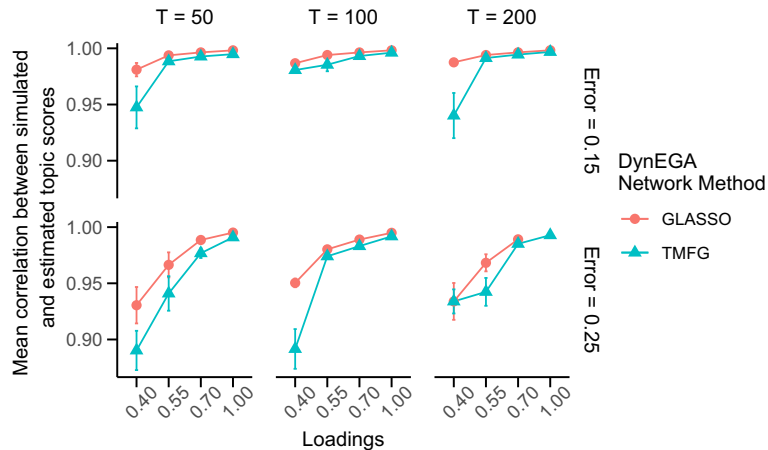 T = 50
T = 100
T = 200
Mean correlation between simulated
and estimated topic scores
1.00
0.95
0.90
Error = 0.15
1.00
0.95
0.90
Error = 0.25
0.40
0.55
0.70
1.00
0.40
0.55
0.70
1.00
0.40
0.55
0.70
1.00
Loadings
DynEGA
Network Method
GLASSO
TMFG